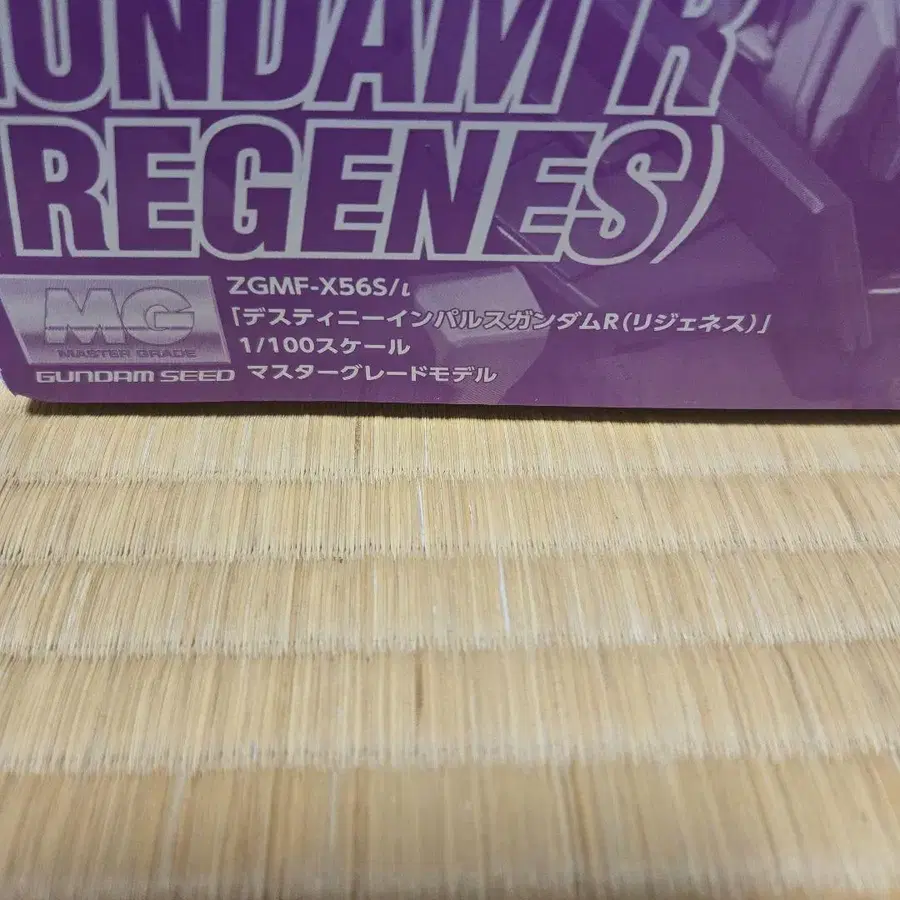 UNDAM R
REGENES)
MG
MASTER GRADE
GUNDAM SEED
ZGMF-X56S/ι
「デスティニーインパルスガンダムR(リジェネス)」
1/100スケール
マスターグレードモデル